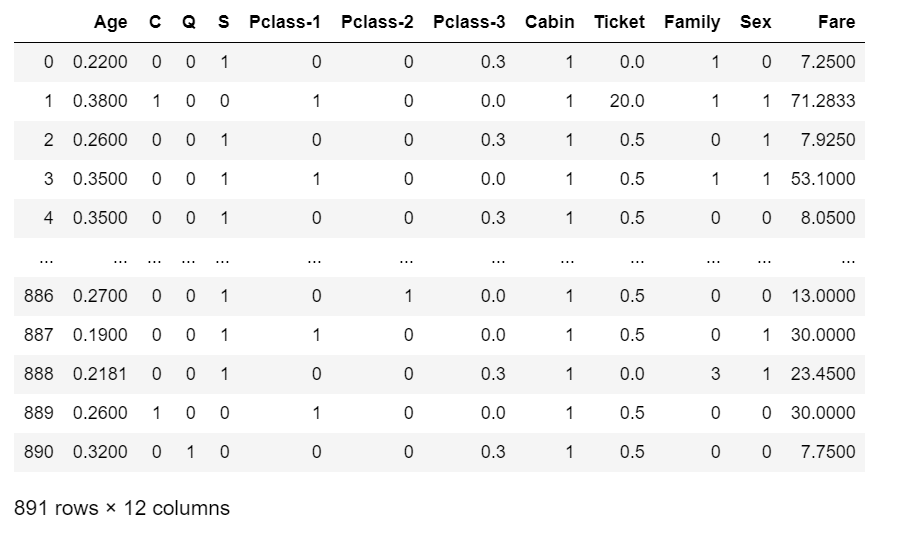 Age C Q S Pclass-1 Pclass-2 Pclass-3 Cabin Ticket Family Sex Fare
0 0.2200 0 0 1 0 0 0.3 1 0.0 1 0 7.2500
1 0.3800 1 0 0 1 0 0.0 1 20.0 1 1 71.2833
2 0.2600 0 0 1 0 0 0.3 1 0.5 0 1 7.9250
3 0.3500 0 0 1 1 0 0.0 1 0.5 1 1 53.1000
4 0.3500 0 0 1 0 0 0.3 1 0.5 0 0 8.0500
... ... ... ... ... ... ... ... ... ... ... ... ...
886 0.2700 0 0 1 0 1 0.0 1 0.5 0 0 13.0000
887 0.1900 0 0 1 1 0 0.0 1 0.5 0 1 30.0000
888 0.2181 0 0 1 0 0 0.3 1 0.0 3 1 23.4500
889 0.2600 1 0 0 1 0 0.0 1 0.5 0 0 30.0000
890 0.3200 0 1 0 0 0 0.3 1 0.5 0 0 7.7500
891 rows × 12 columns